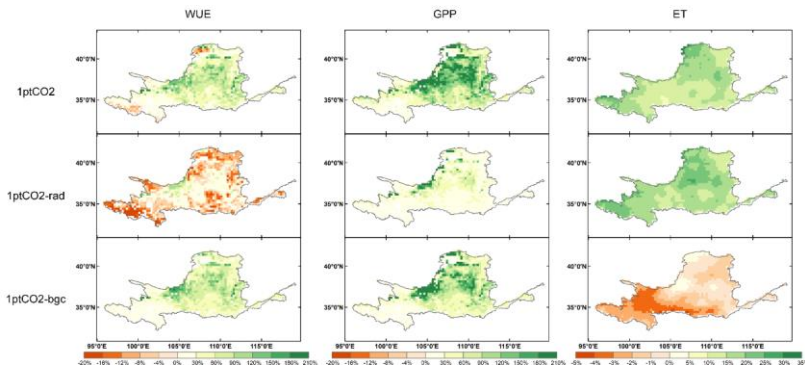 WUE GPP ET
1ptCO2
40°0'N 40°0'N 40°0'N
35°0'N 35°0'N 35°0'N
1ptCO2-rad
40°0'N 40°0'N 40°0'N
35°0'N 35°0'N 35°0'N
1ptCO2-bgc
40°0'N 40°0'N 40°0'N
35°0'N 35°0'N 35°0'N
95°0'E 100°0'E 105°0'E 110°0'E 115°0'E 95°0'E 100°0'E 105°0'E 110°0'E 115°0'E 95°0'E 100°0'E 105°0'E 110°0'E 115°0'E
-20% -16% -12% -8% -4% 0% 30% 60% 90% 120% 150% 180% 210% -20% -16% -12% -8% -4% 0% 30% 60% 90% 120% 150% 180% 210% -5% -4% -3% -2% -1% 0% 5% 10% 15% 20% 25% 30% 35%